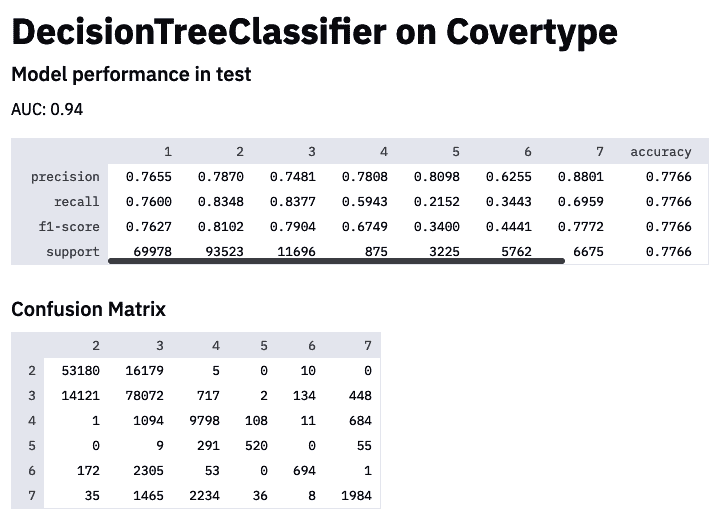 DecisionTreeClassifier on Covertype
Model performance in test
AUC: 0.94
1 2 3 4 5 6 7 accuracy
precision 0.7655 0.7870 0.7481 0.7808 0.8098 0.6255 0.8801 0.7766
recall 0.7600 0.8348 0.8377 0.5943 0.2152 0.3443 0.6959 0.7766
f1-score 0.7627 0.8102 0.7904 0.6749 0.3400 0.4441 0.7772 0.7766
support 69978 93523 11696 875 3225 5762 6675 0.7766
Confusion Matrix
2 3 4 5 6 7
2 53180 16179 5 0 10 0
3 14121 78072 717 2 134 448
4 1 1094 9798 108 11 684
5 0 9 291 520 0 55
6 172 2305 53 0 694 1
7 35 1465 2234 36 8 1984